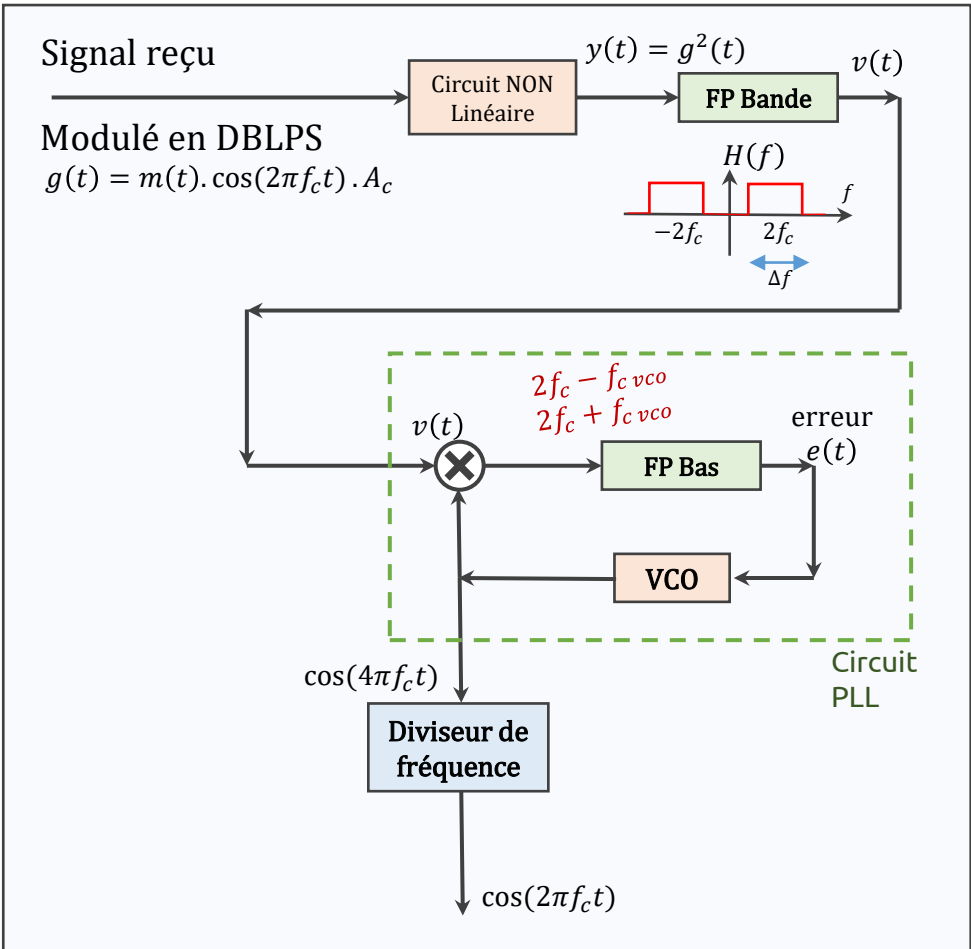 Signal reçu
y(t) = g²(t)
v(t)
Circuit NON
Linéaire
FP Bande
Modulé en DBLPS
g(t) = m(t). cos(2πf_c t) . A_c
H(f)
f
−2f_c
2f_c
Δf
2f_c − f_c vco
2f_c + f_c vco
v(t)
erreur
e(t)
FP Bas
VCO
Circuit
PLL
cos(4πf_c t)
Diviseur de
fréquence
cos(2πf_c t)